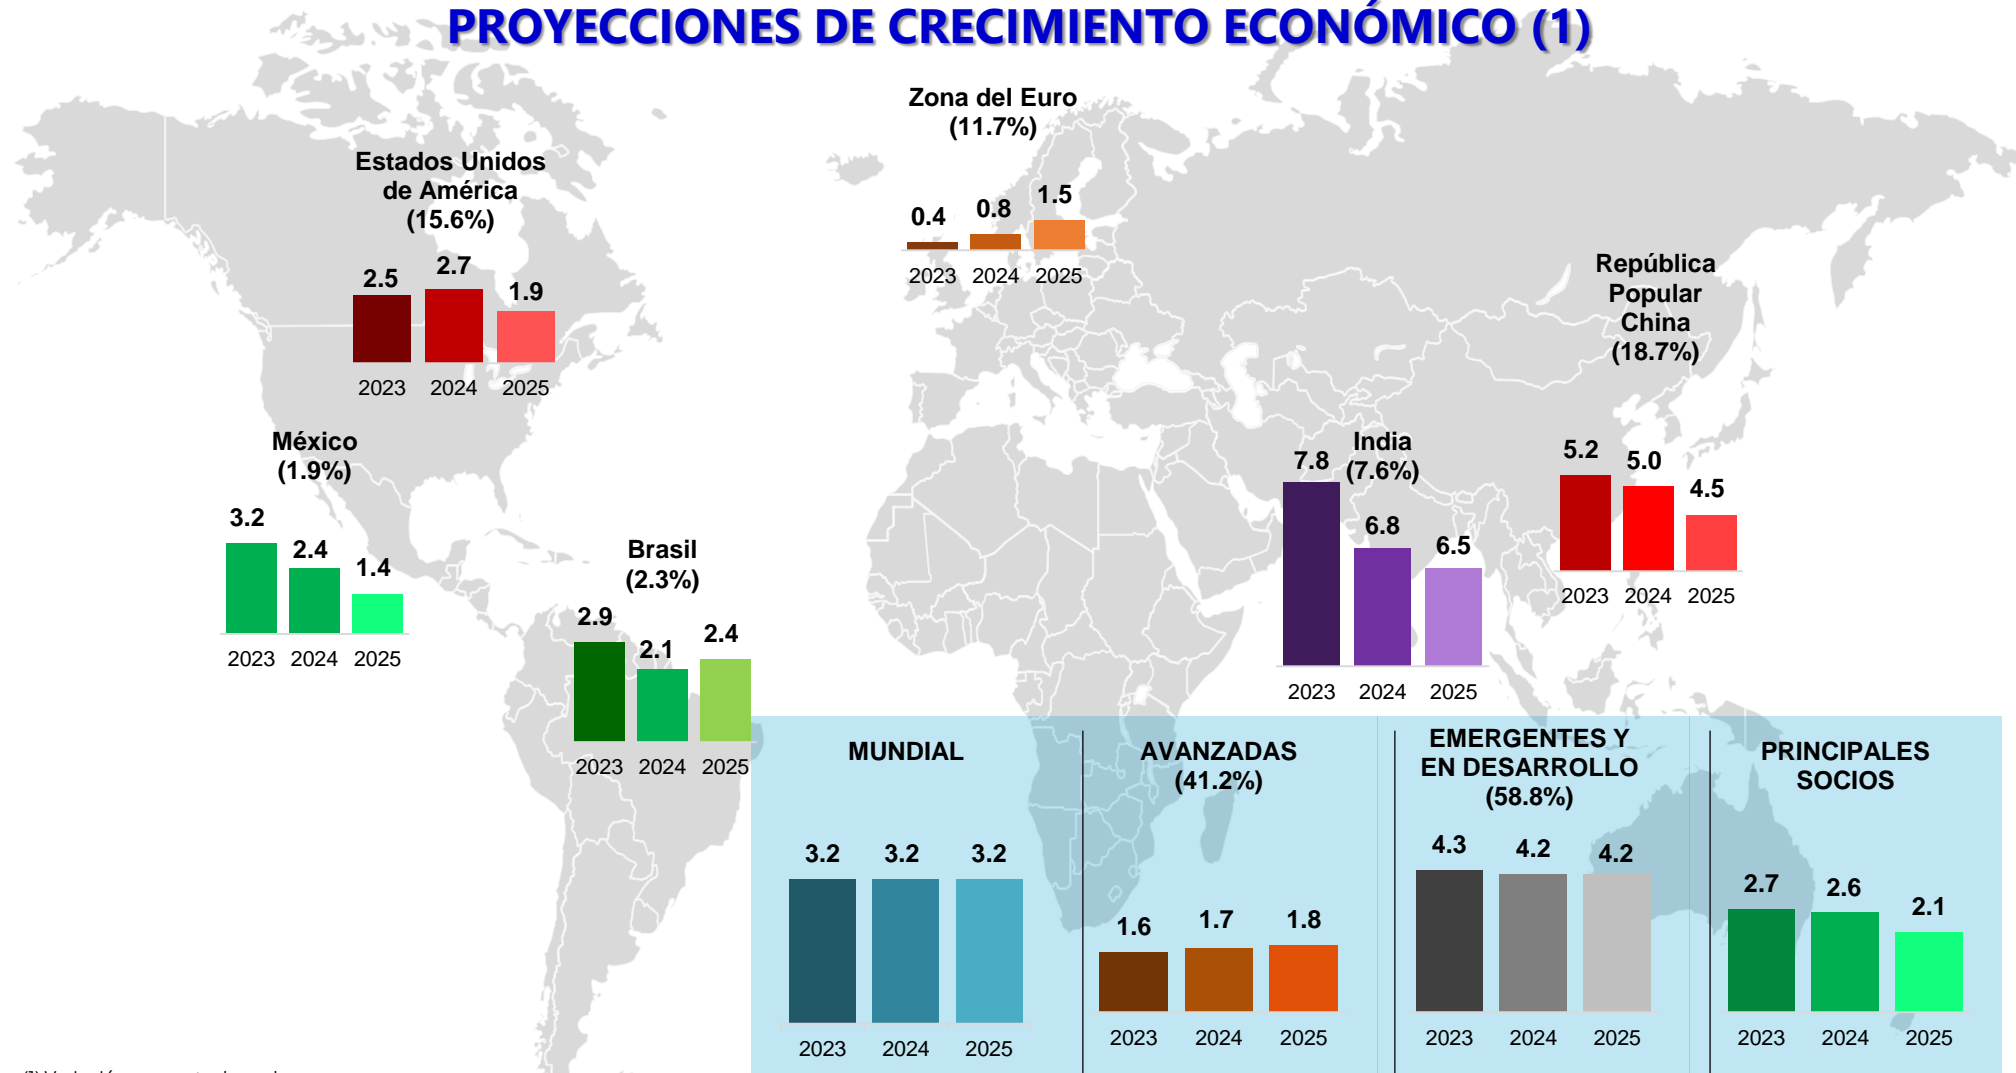 PROYECCIONES DE CRECIMIENTO ECONÓMICO (1)
Zona del Euro
(11.7%)
0.4 0.8 1.5
2023 2024 2025
Estados Unidos
de América
(15.6%)
2.5 2.7 1.9
2023 2024 2025
República
Popular
China
(18.7%)
5.2 5.0 4.5
2023 2024 2025
México
(1.9%)
3.2 2.4 1.4
2023 2024 2025
India
(7.6%)
7.8 6.8 6.5
2023 2024 2025
Brasil
(2.3%)
2.9 2.1 2.4
2023 2024 2025
MUNDIAL
3.2 3.2 3.2
2023 2024 2025
AVANZADAS
(41.2%)
1.6 1.7 1.8
2023 2024 2025
EMERGENTES Y
EN DESARROLLO
(58.8%)
4.3 4.2 4.2
2023 2024 2025
PRINCIPALES
SOCIOS
2.7 2.6 2.1
2023 2024 2025